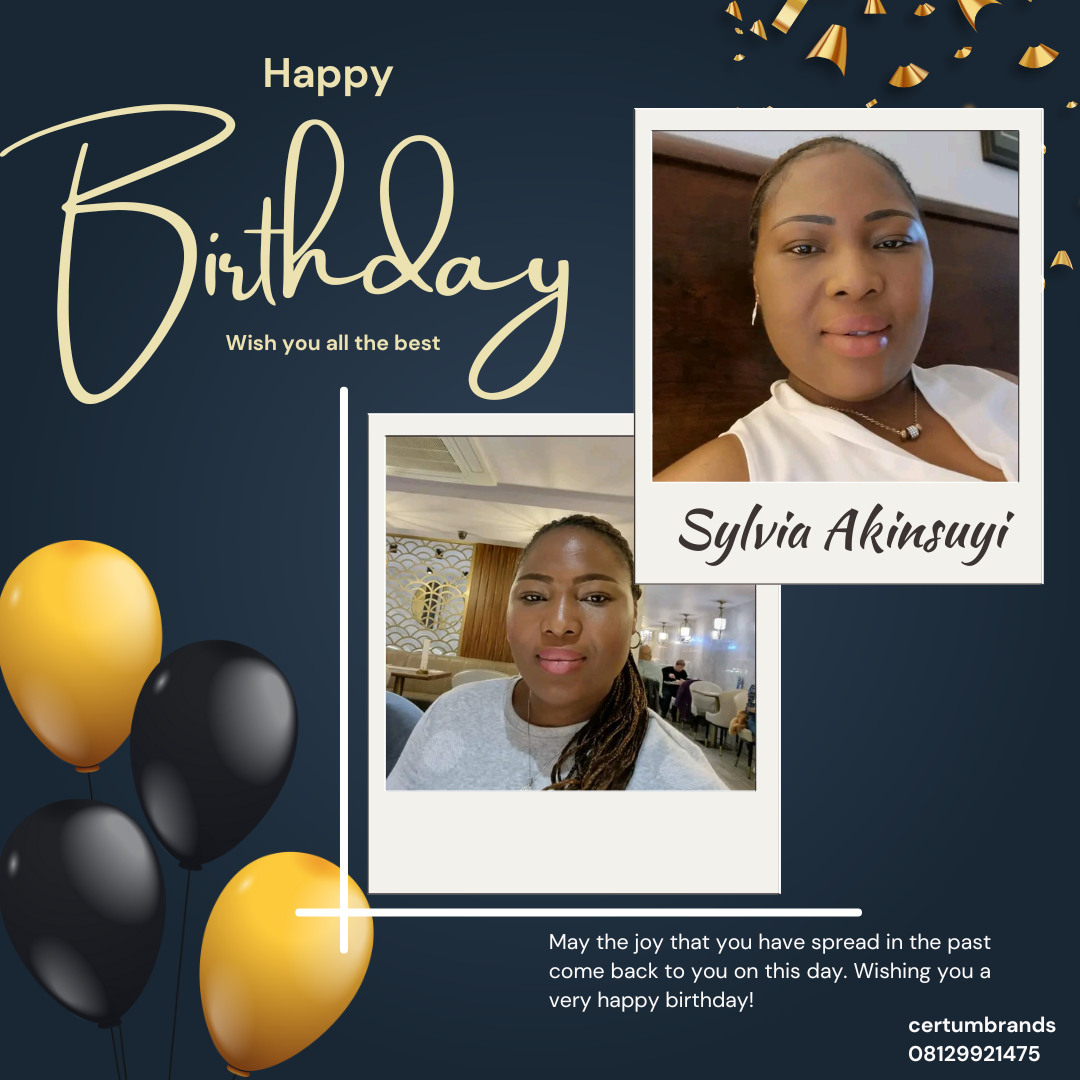 Happy
Birthday
Wish you all the best
Sylvia Akinsuyi
May the joy that you have spread in the past
come back to you on this day. Wishing you a
very happy birthday!
certumbrands
08129921475